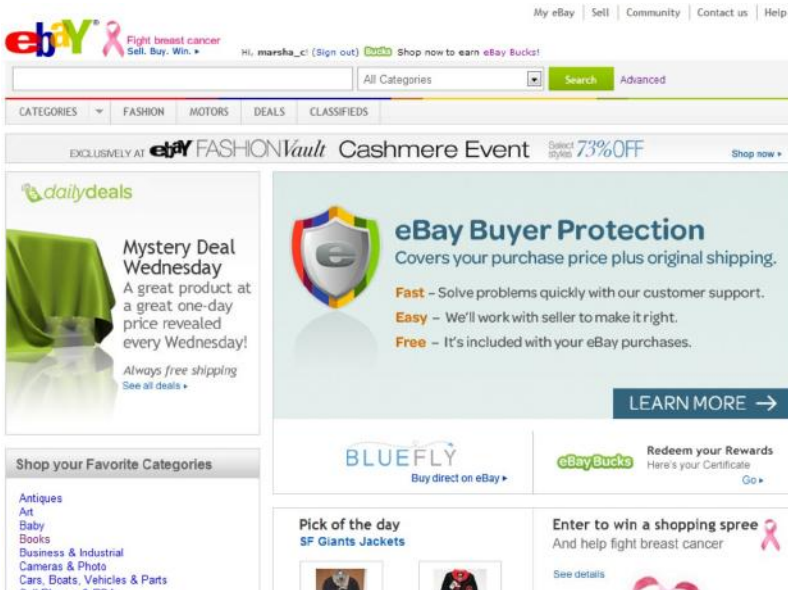 My eBay | Sell | Community | Contact us | Help
ebay®
Fight breast cancer
Sell. Buy. Win.
Hi, marsha_c! (Sign out) Bucks Shop now to earn eBay Bucks!
All Categories
Search
Advanced
CATEGORIES
FASHION
MOTORS
DEALS
CLASSIFIEDS
EXCLUSIVELY AT ebaY FASHION Vault Cashmere Event Select styles 73% OFF
Shop now
dailydeals
Mystery Deal
Wednesday
A great product at
a great one-day
price revealed
every Wednesday!
Always free shipping
See all deals
e
eBay Buyer Protection
Covers your purchase price plus original shipping.
Fast – Solve problems quickly with our customer support.
Easy – We'll work with seller to make it right.
Free – It's included with your eBay purchases.
LEARN MORE →
Shop your Favorite Categories
Antiques
Art
Baby
Books
Business & Industrial
Cameras & Photo
Cars, Boats, Vehicles & Parts
BLUEFLY
Buy direct on eBay
eBay Bucks
Redeem your Rewards
Here's your Certificate
Go
Pick of the day
SF Giants Jackets
Enter to win a shopping spree
And help fight breast cancer
See details